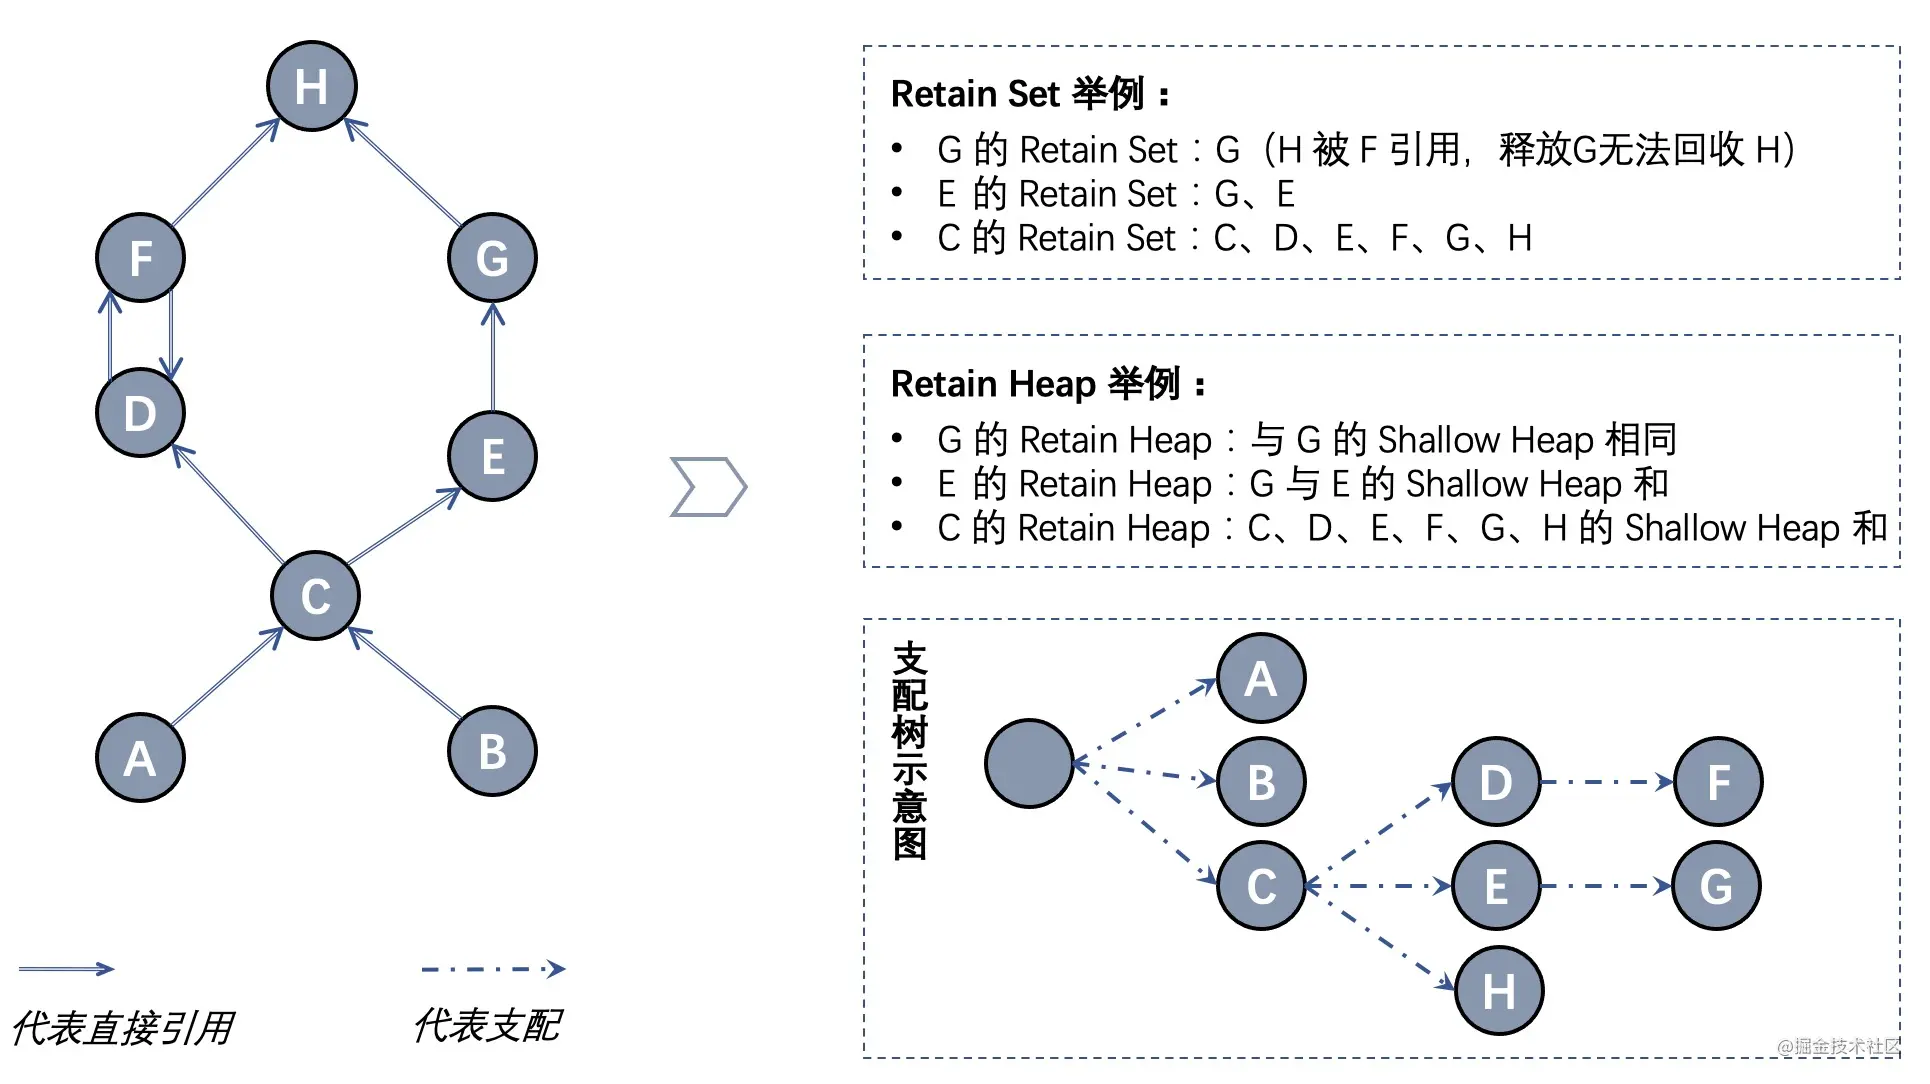 H
F
G
D
E
C
A
B
代表直接引用
代表支配
Retain Set 举例：
• G 的 Retain Set：G（H 被 F 引用，释放G无法回收 H）
• E 的 Retain Set：G、E
• C 的 Retain Set：C、D、E、F、G、H
Retain Heap 举例：
• G 的 Retain Heap：与 G 的 Shallow Heap 相同
• E 的 Retain Heap：G 与 E 的 Shallow Heap 和
• C 的 Retain Heap：C、D、E、F、G、H 的 Shallow Heap 和
支配树示意图
A
B
D
F
C
E
G
H
@掘金技术社区